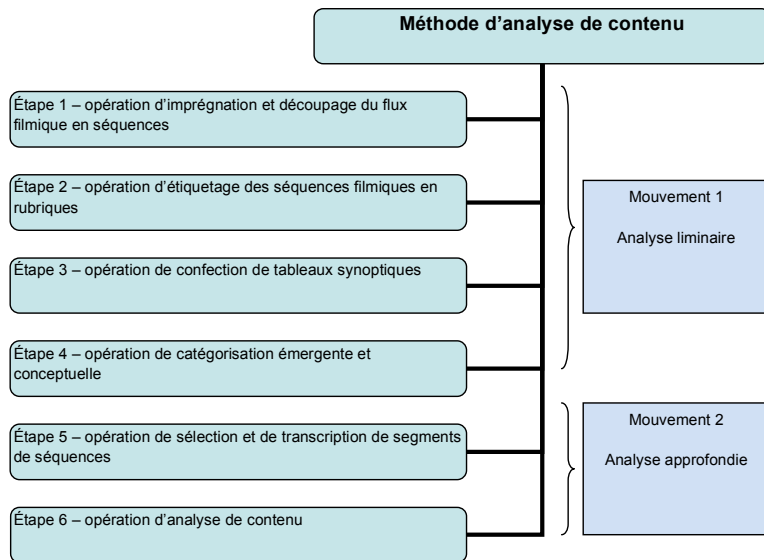 Méthode d’analyse de contenu
Étape 1 – opération d’imprégnation et découpage du flux
filmique en séquences
Étape 2 – opération d’étiquetage des séquences filmiques en
rubriques
Mouvement 1
Analyse liminaire
Étape 3 – opération de confection de tableaux synoptiques
Étape 4 – opération de catégorisation émergente et
conceptuelle
Étape 5 – opération de sélection et de transcription de segments
de séquences
Mouvement 2
Analyse approfondie
Étape 6 – opération d’analyse de contenu